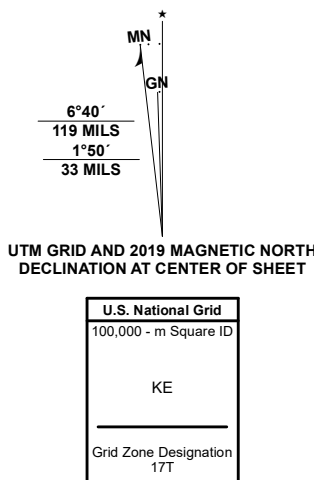 ★
MN
GN
6°40´
119 MILS
1°50´
33 MILS
UTM GRID AND 2019 MAGNETIC NORTH
DECLINATION AT CENTER OF SHEET
U.S. National Grid
100,000 - m Square ID
KE
Grid Zone Designation
17T